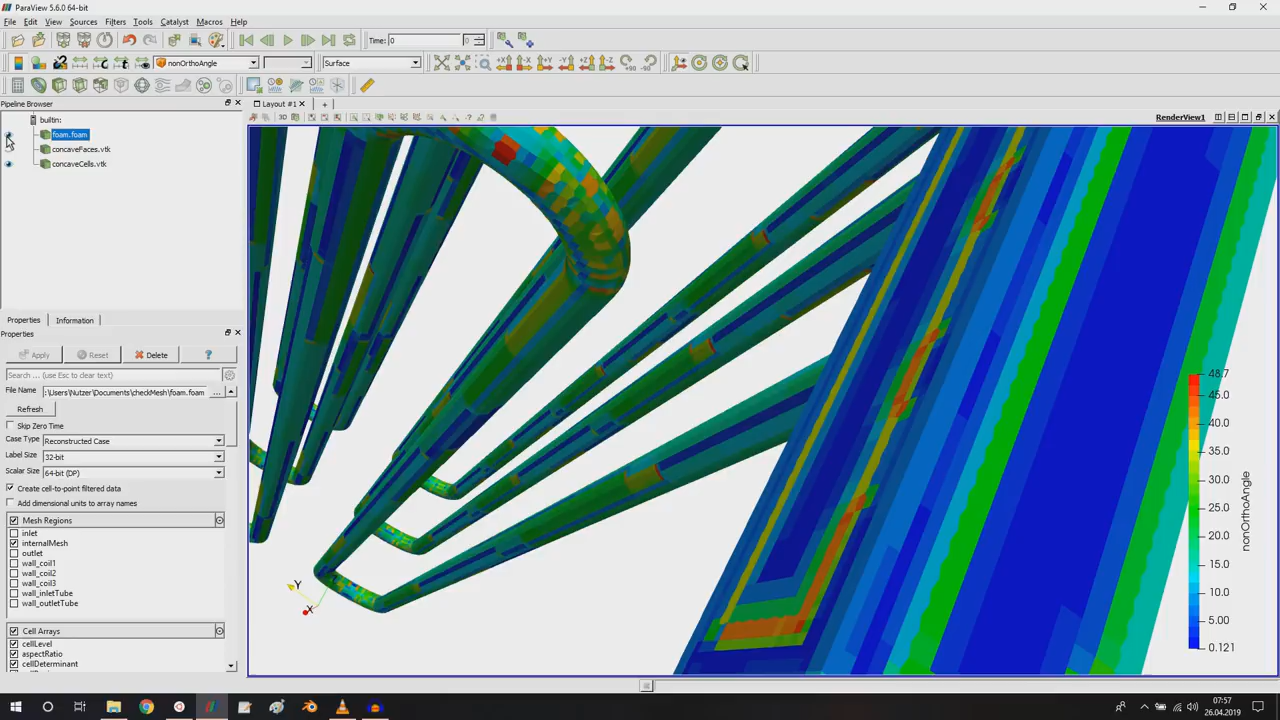 ParaView 5.6.0 64-bit
File Edit View Sources Filters Tools Catalyst Macros Help
Time: 0 0
nonOrthoAngle Surface
+X -X +Y -Y +Z -Z +90 -90
Pipeline Browser
Layout #1 × +
3D RenderView1
builtin:
foam.foam
concaveFaces.vtk
concaveCells.vtk
Properties Information
Properties
Apply Reset Delete ?
Search ... (use Esc to clear text)
File Name :\Users\Nutzer\Documents\checkMesh\foam.foam ...
Refresh
Skip Zero Time
Case Type Reconstructed Case
Label Size 32-bit
Scalar Size 64-bit (DP)
Create cell-to-point filtered data
Add dimensional units to array names
Mesh Regions
inlet
internalMesh
outlet
wall_coil1
wall_coil2
wall_coil3
wall_inletTube
wall_outletTube
Cell Arrays
cellLevel
aspectRatio
cellDeterminant
48.7
45.0
40.0
35.0
30.0
25.0
20.0
15.0
10.0
5.00
0.121
nonOrthoAngle
Y
X
07:57
26.04.2019